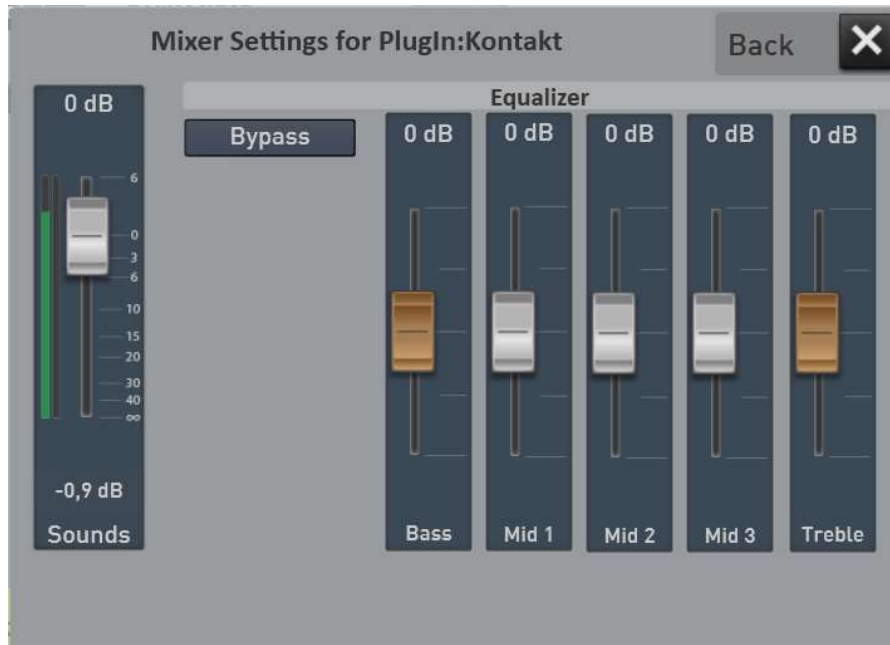 Mixer Settings for PlugIn:Kontakt
Back
0 dB
6
0
3
6
10
15
20
30
40
∞
-0,9 dB
Sounds
Equalizer
Bypass
0 dB
0 dB
0 dB
0 dB
0 dB
Bass
Mid 1
Mid 2
Mid 3
Treble